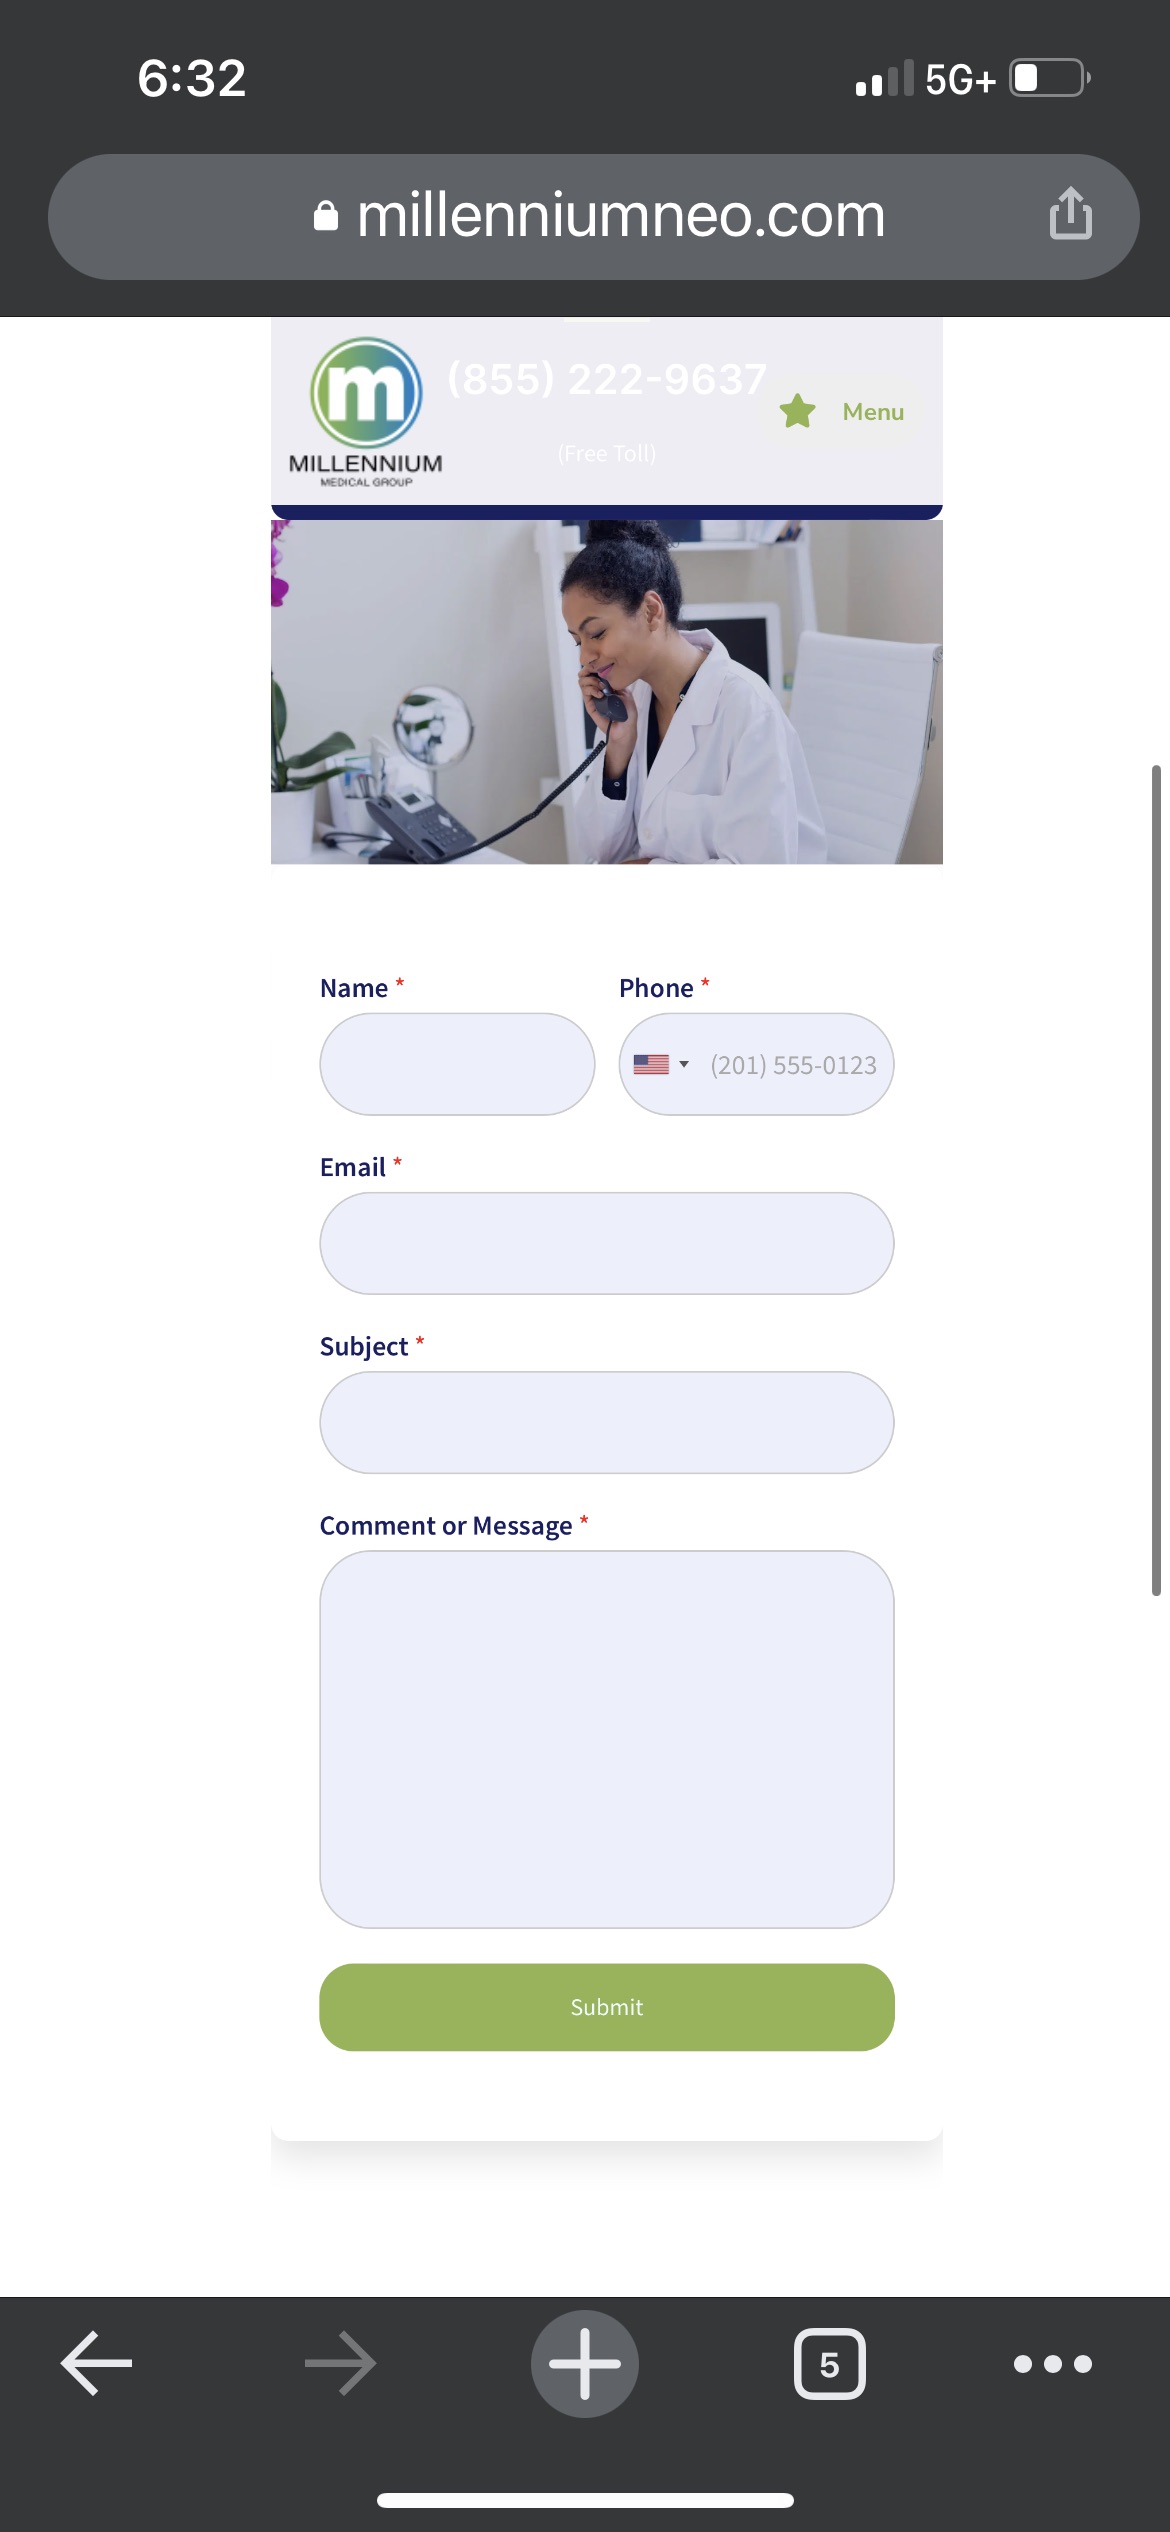 6:32
5G+
millenniumneo.com
(855) 222-9637
Menu
(Free Toll)
m
MILLENNIUM
MEDICAL GROUP
Name * Phone *
(201) 555-0123
Email *
Subject *
Comment or Message *
Submit
5